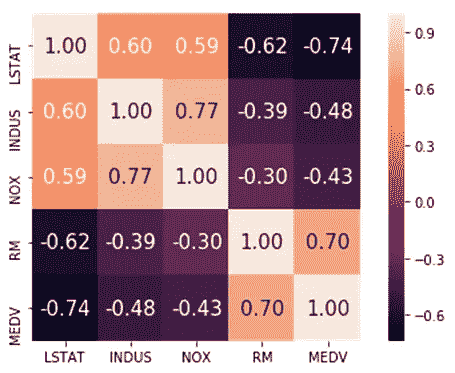 LSTAT 1.00 0.60 0.59 -0.62 -0.74
INDUS 0.60 1.00 0.77 -0.39 -0.48
NOX 0.59 0.77 1.00 -0.30 -0.43
RM -0.62 -0.39 -0.30 1.00 0.70
MEDV -0.74 -0.48 -0.43 0.70 1.00
LSTAT INDUS NOX RM MEDV
0.9
0.6
0.3
0.0
-0.3
-0.6